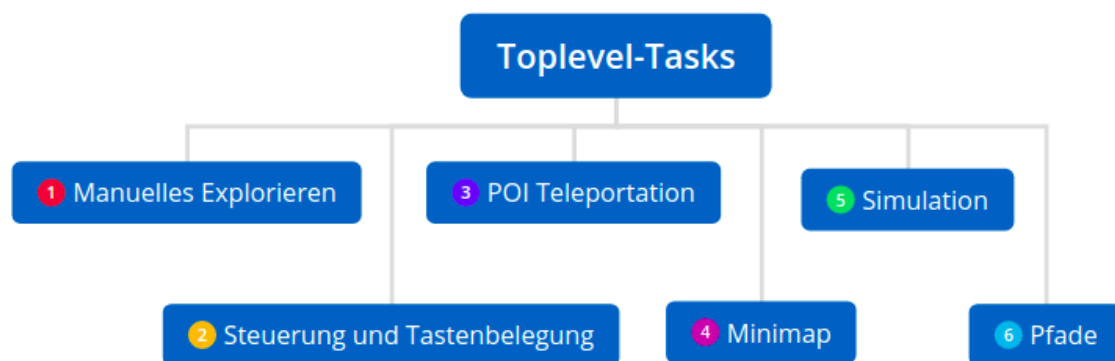 Toplevel-Tasks
1 Manuelles Explorieren
3 POI Teleportation
5 Simulation
2 Steuerung und Tastenbelegung
4 Minimap
6 Pfade